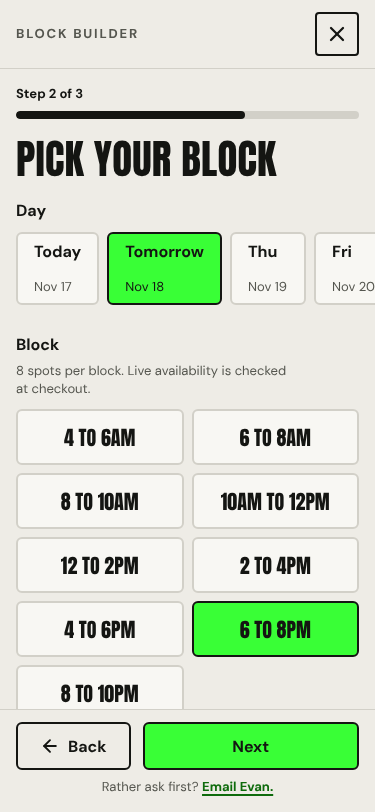 BLOCK BUILDER
Step 2 of 3
PICK YOUR BLOCK
Day
Today
Nov 17
Tomorrow
Nov 18
Thu
Nov 19
Fri
Nov 20
Block
8 spots per block. Live availability is checked
at checkout.
4 TO 6AM
6 TO 8AM
8 TO 10AM
10AM TO 12PM
12 TO 2PM
2 TO 4PM
4 TO 6PM
6 TO 8PM
8 TO 10PM
Back
Next
Rather ask first? Email Evan.